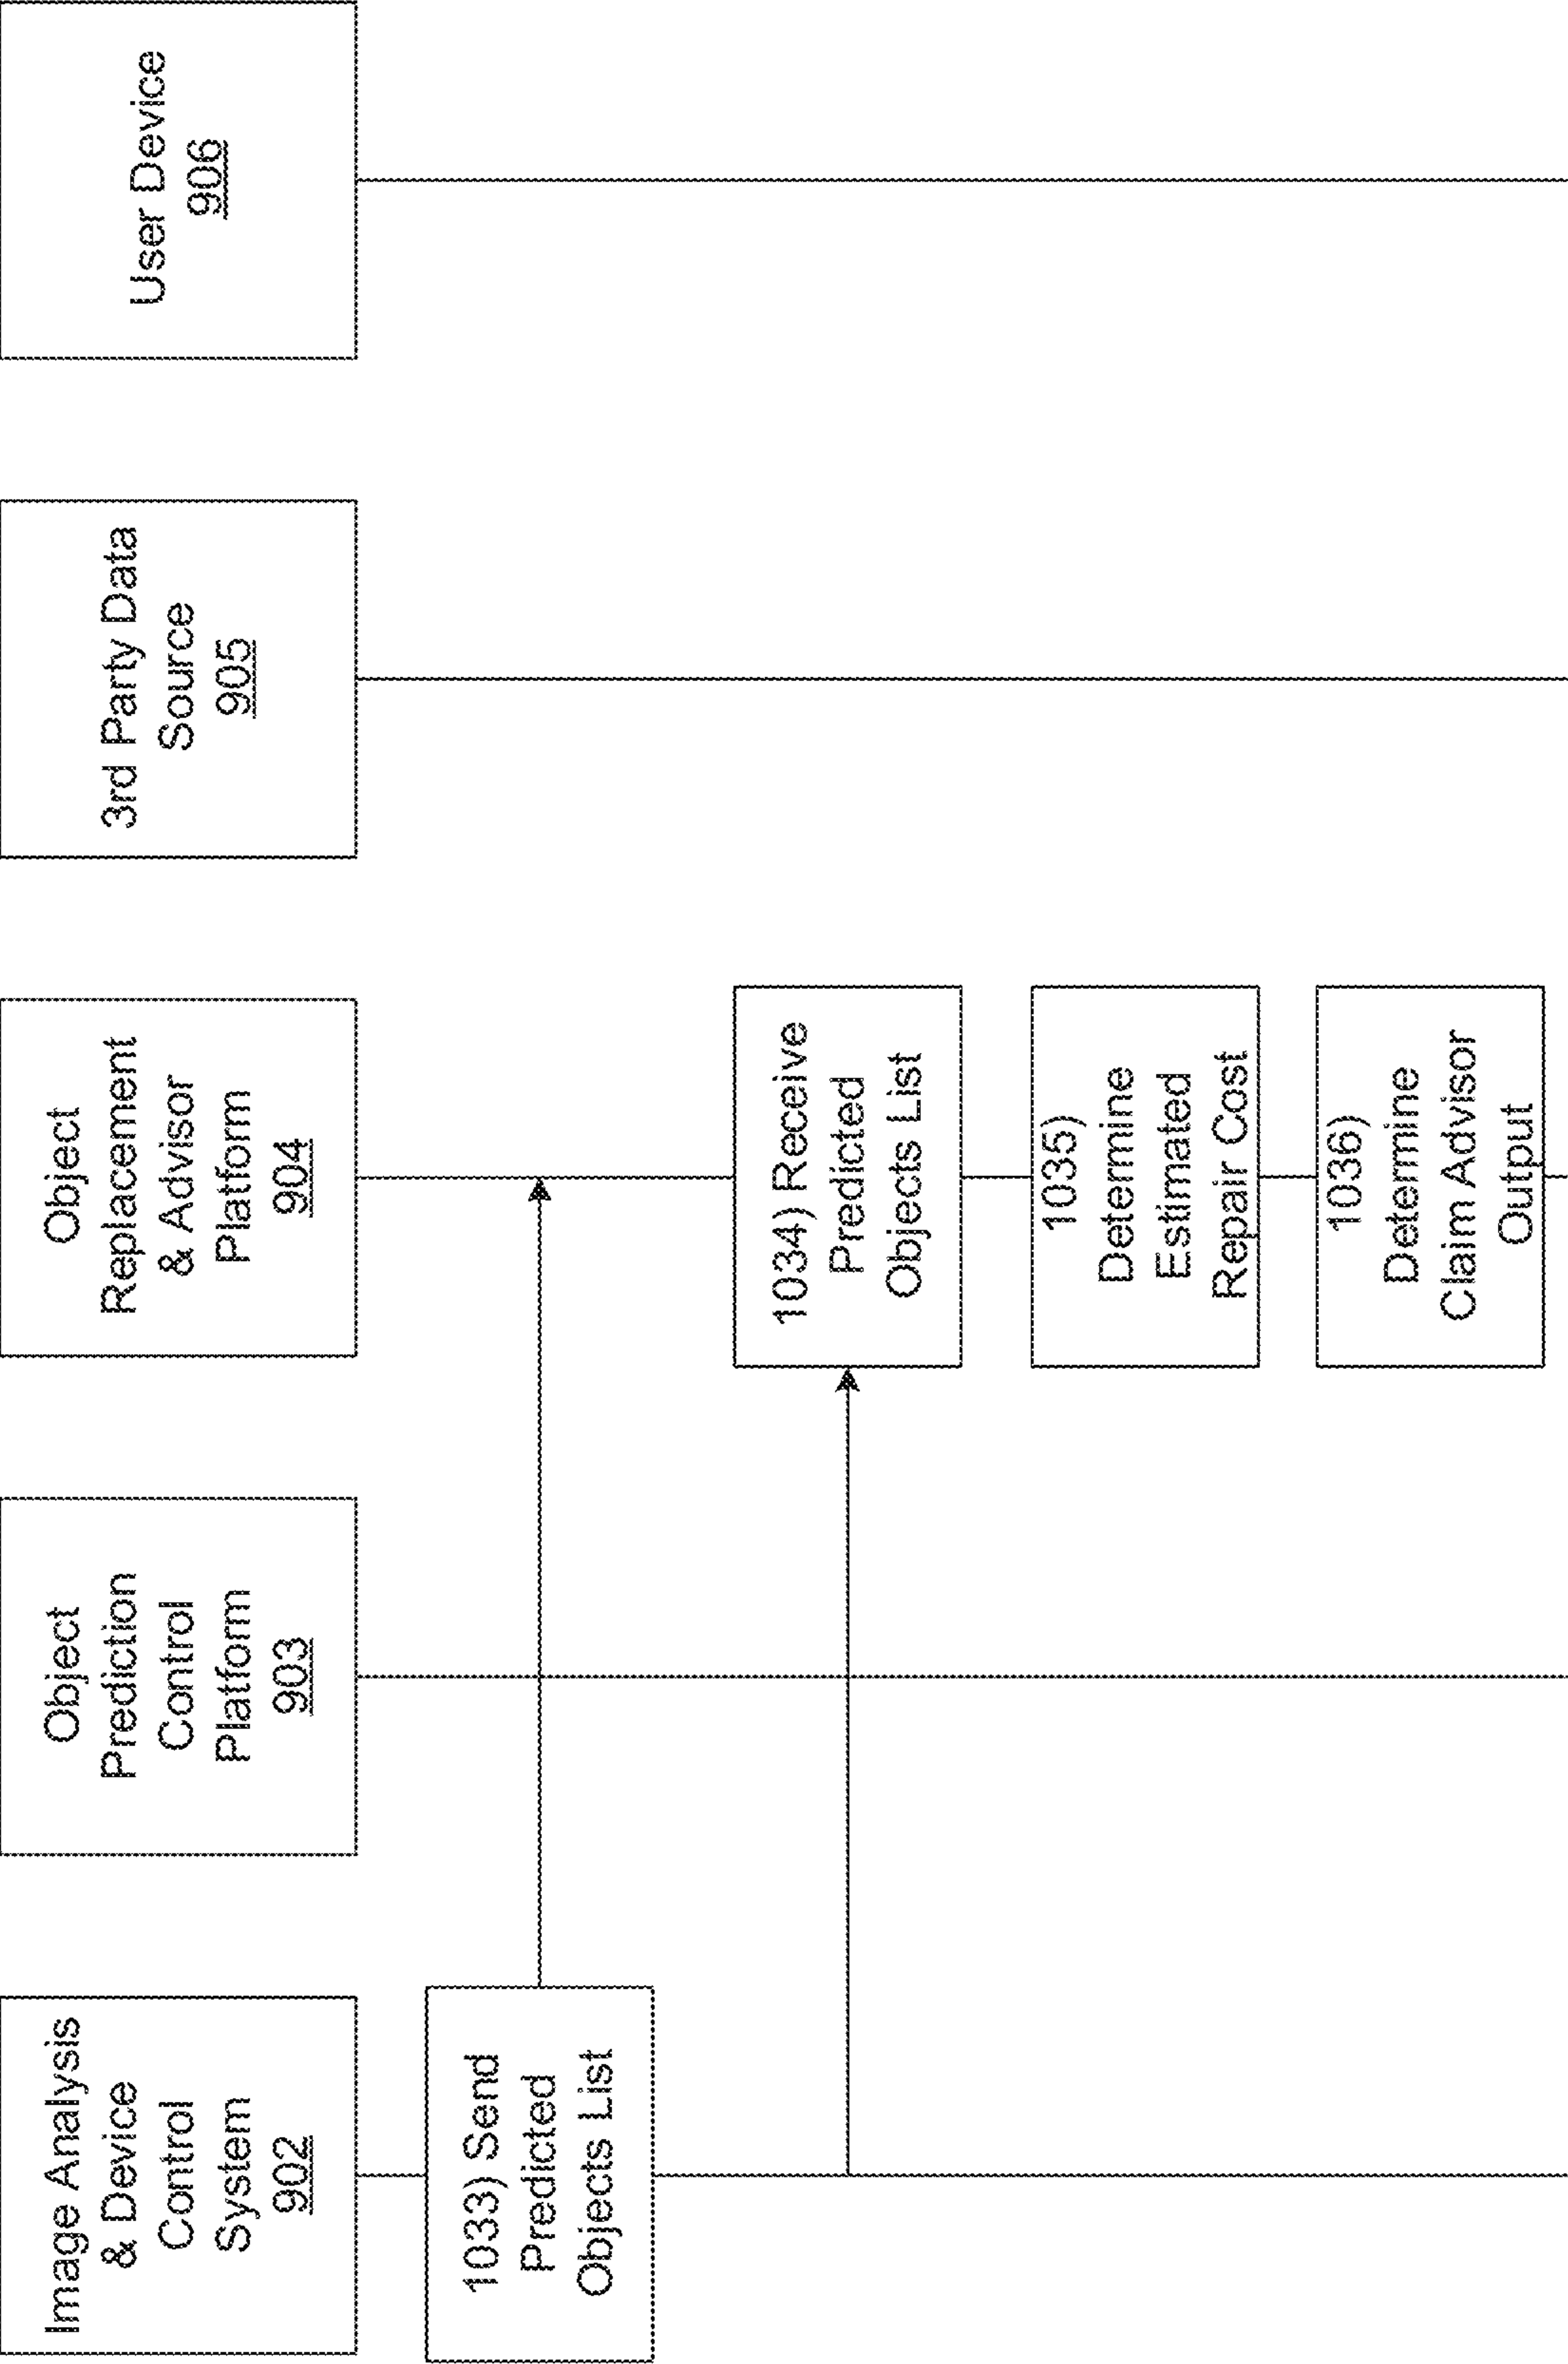 Image Analysis
& Device
Control
System
902
Object
Prediction
Control
Platform
903
Object
Replacement
& Advisor
Platform
904
3rd Party Data
Source
905
User Device
906
1033) Send
Predicted
Objects List
1034) Receive
Predicted
Objects List
1035)
Determine
Estimated
Repair Cost
1036)
Determine
Claim Advisor
Output